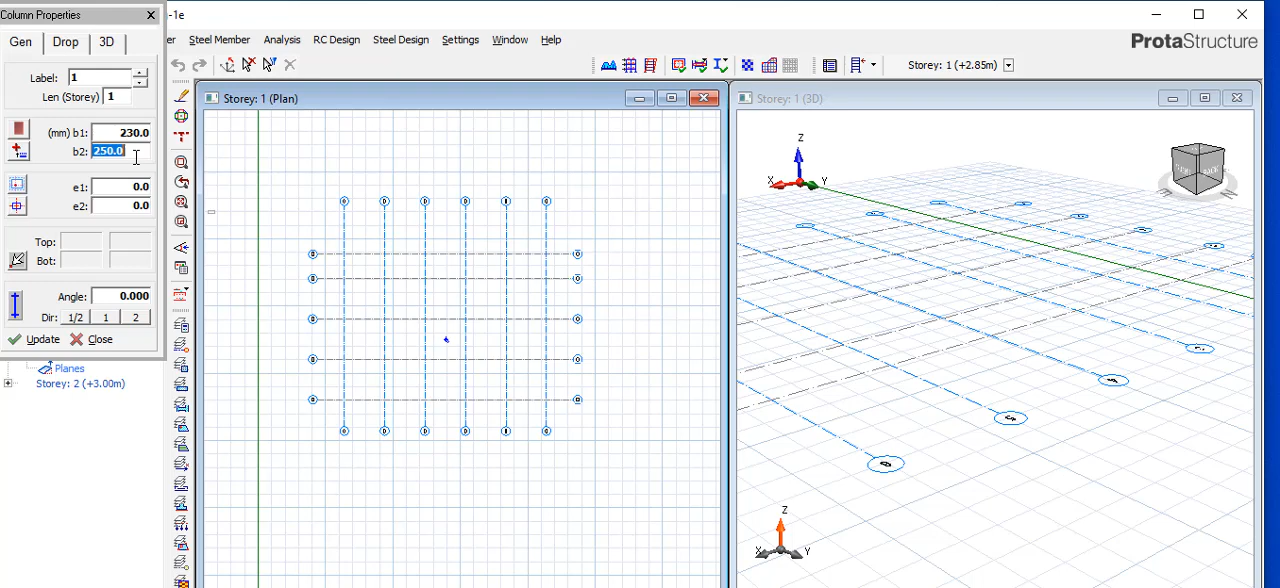 Column Properties
-1e
Gen Drop 3D
er Steel Member Analysis RC Design Steel Design Settings Window Help
ProtaStructure
Label: 1
Len (Storey) 1
Storey: 1 (+2.85m)
(mm) b1: 230.0
b2: 250.0
e1: 0.0
e2: 0.0
Top:
Bot:
Angle: 0.000
Dir: 1/2 1 2
Update Close
Planes
Storey: 2 (+3.00m)
Storey: 1 (Plan)
Storey: 1 (3D)
Z
X Y
BACK
Z
X Y